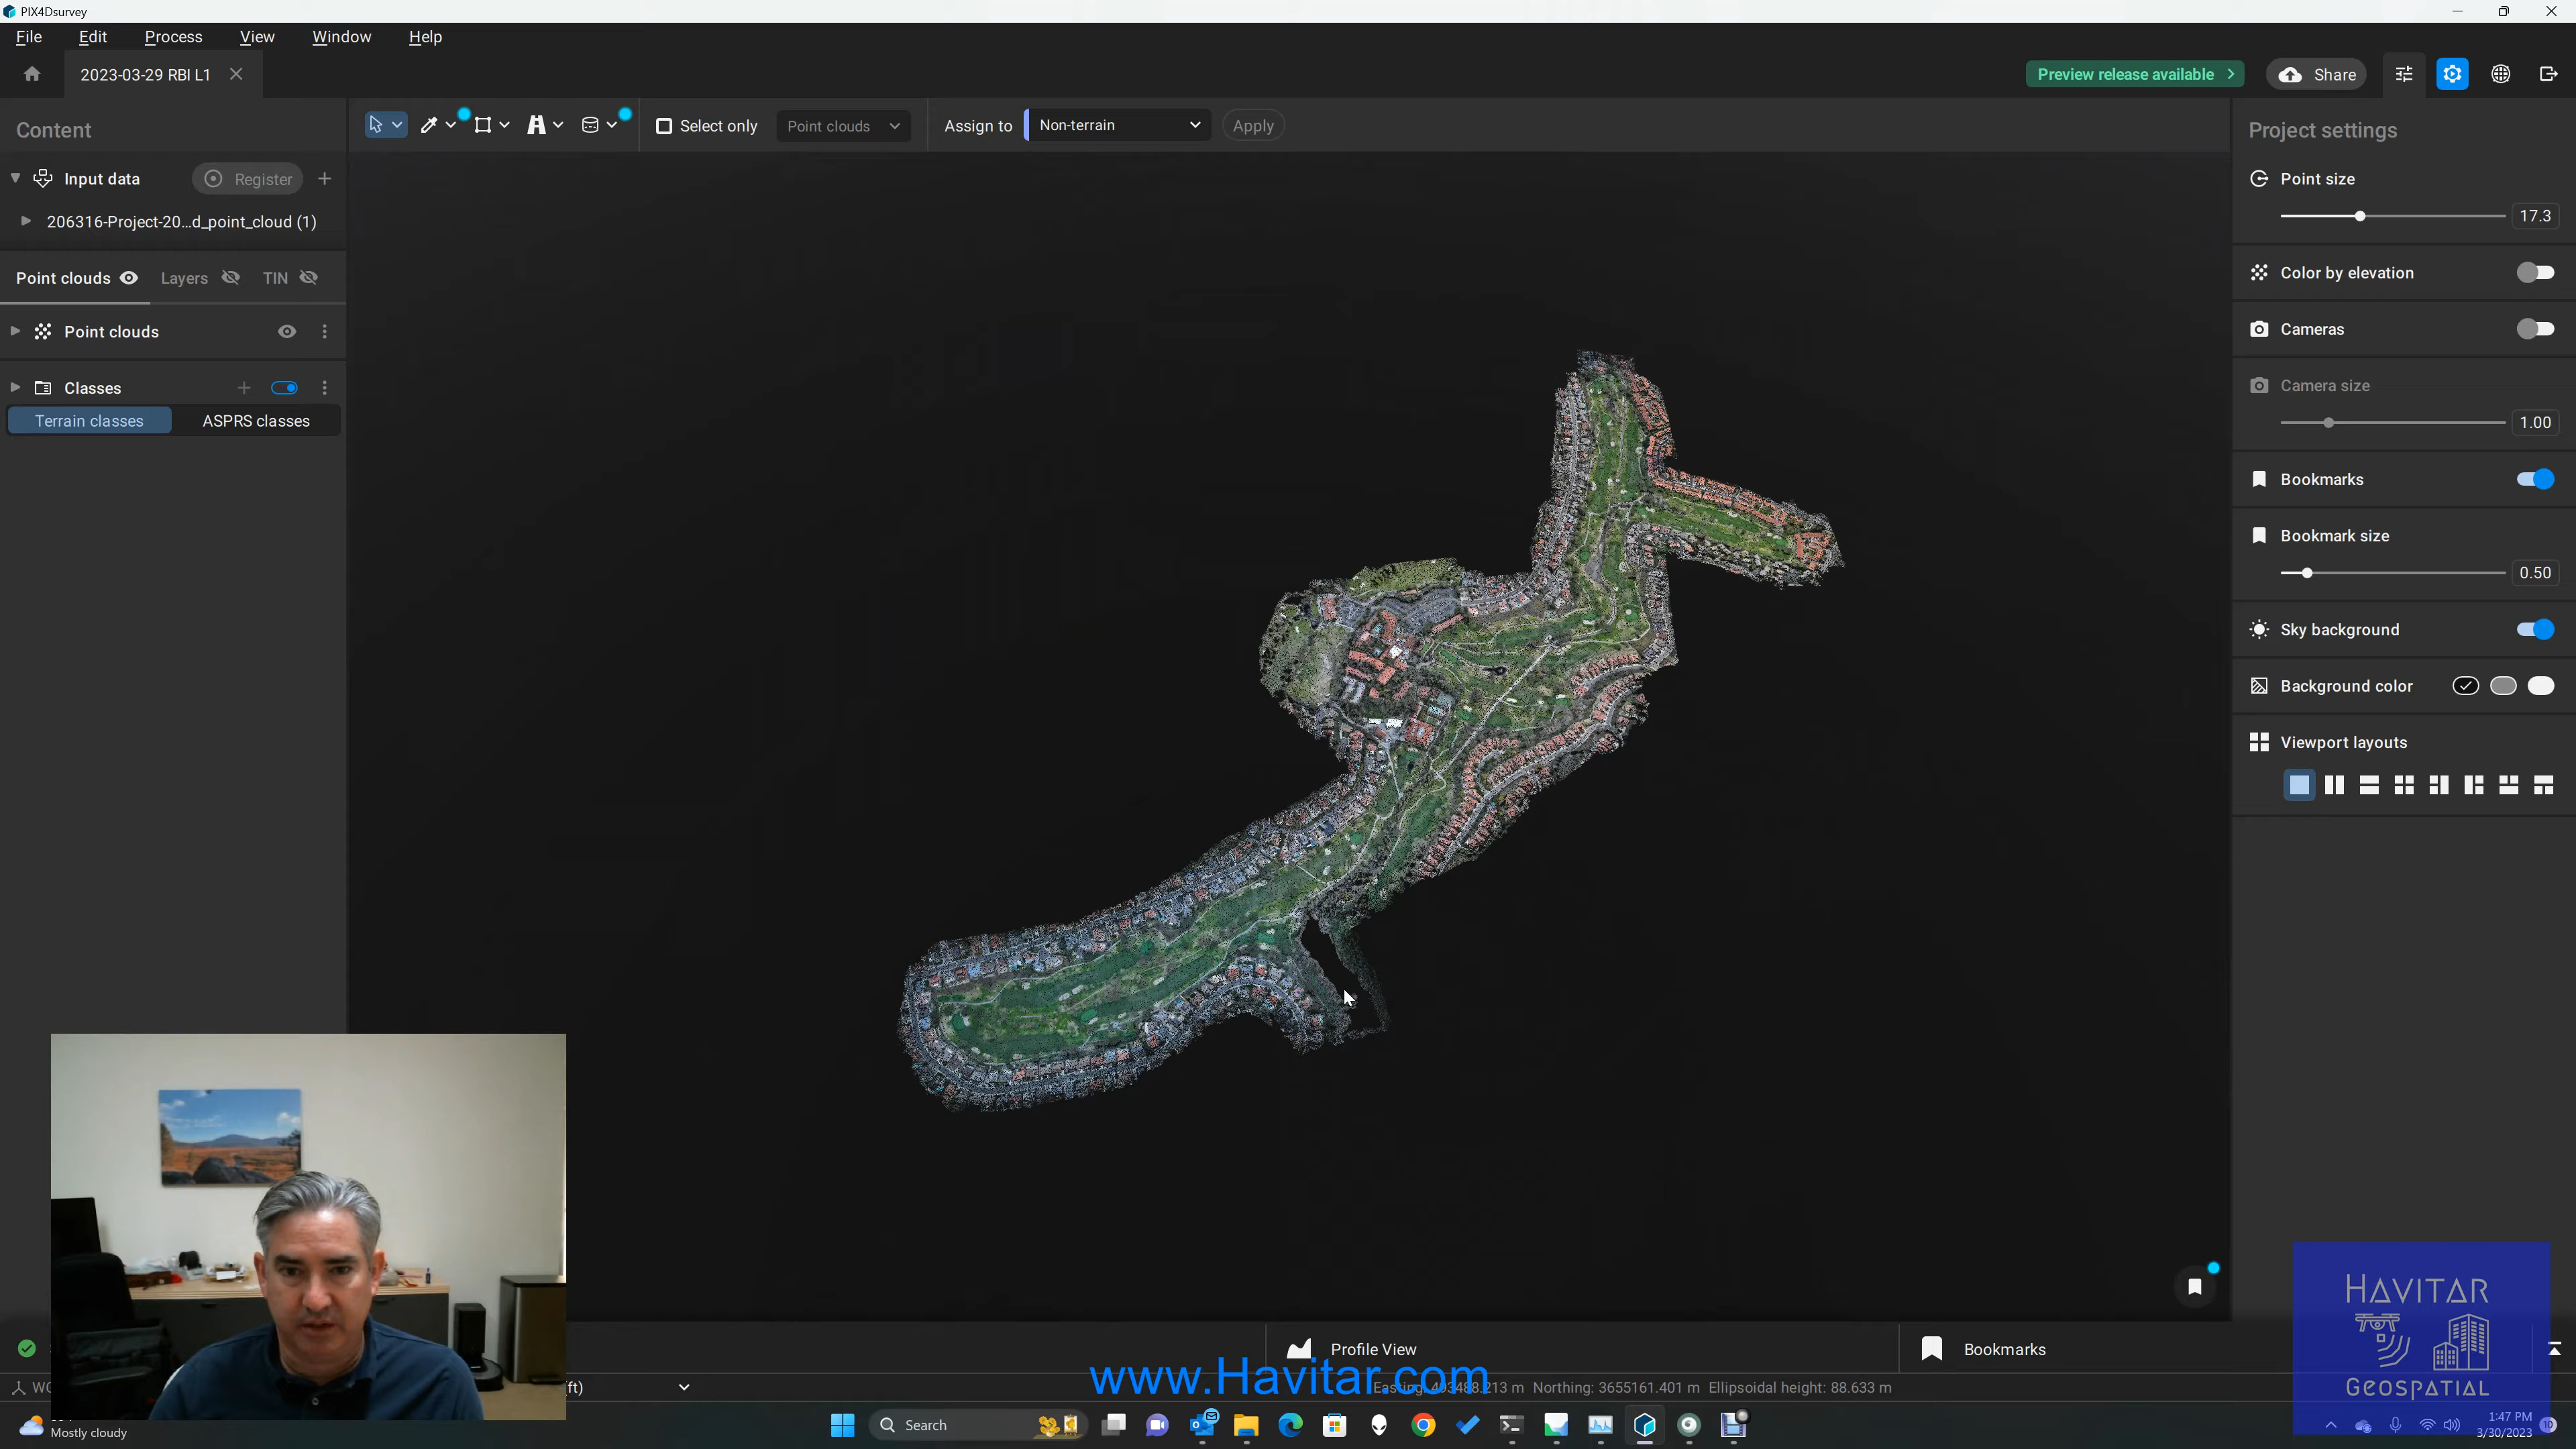 PIX4Dsurvey
File Edit Process View Window Help
2023-03-29 RBI L1
Preview release available
Share
Content
Select only
Point clouds
Assign to
Non-terrain
Apply
Project settings
Input data
Register
206316-Project-20...d_point_cloud (1)
Point clouds
Layers
TIN
Point clouds
Classes
Terrain classes
ASPRS classes
Point size
17.3
Color by elevation
Cameras
Camera size
1.00
Bookmarks
Bookmark size
0.50
Sky background
Background color
Viewport layouts
HAVITAR
GEOSPATIAL
Profile View
Bookmarks
(ft)
www.Havitar.com
Northing: 3655161.401 m Ellipsoidal height: 88.633 m
Mostly cloudy
Search
1:47 PM
3/30/2023